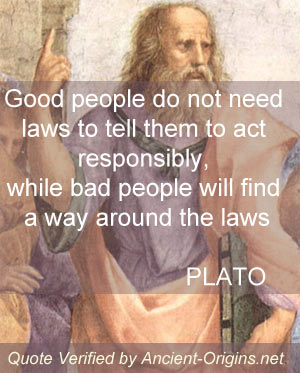 Good people do not need
laws to tell them to act
responsibly,
while bad people will find
a way around the laws
PLATO
Quote Verified by Ancient-Origins.net